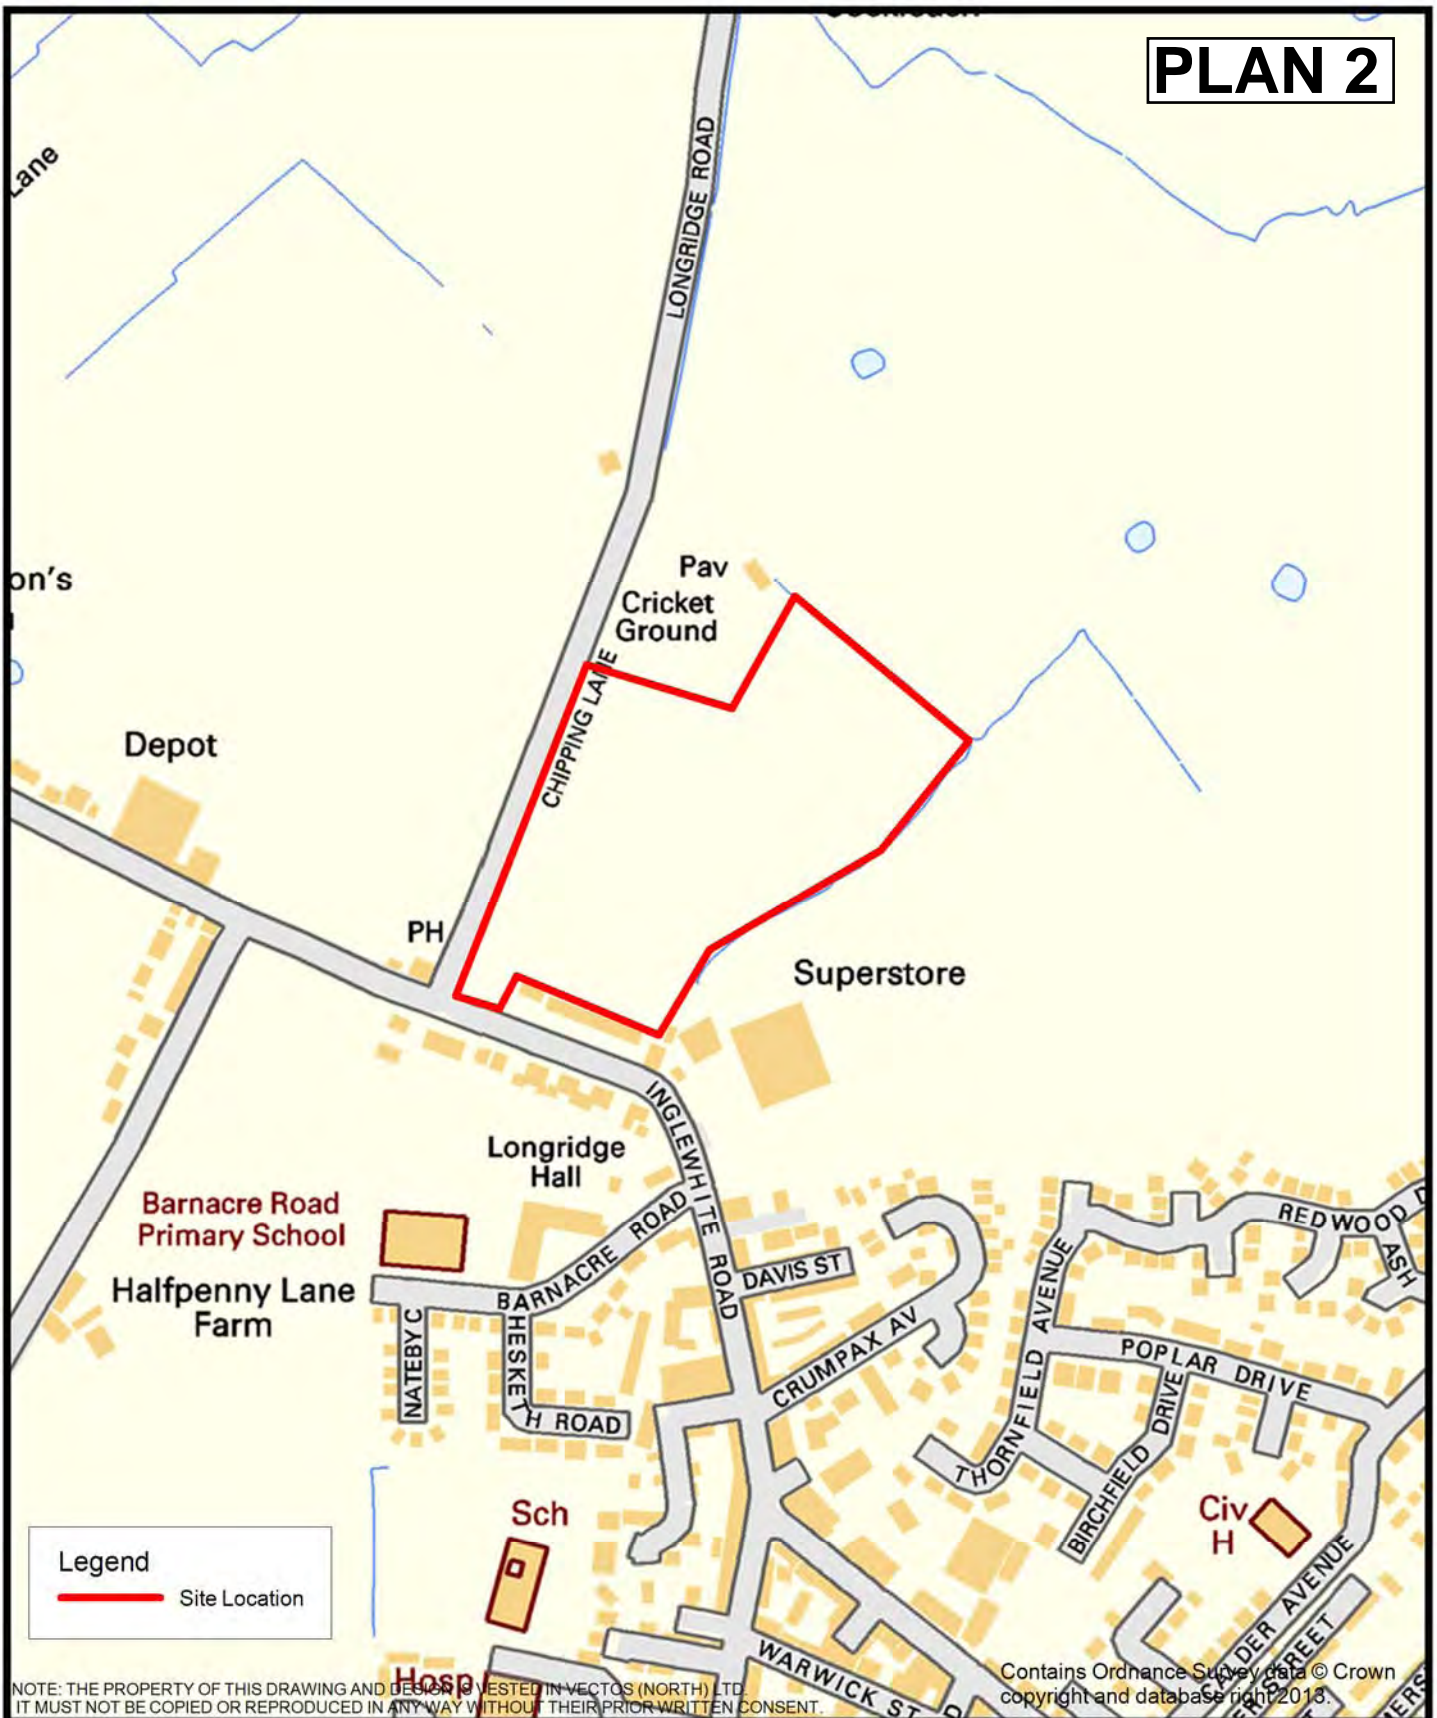 PLAN 2
Lane
LONGRIDGE ROAD
Pav
Cricket
Ground
on's
CHIPPING LANE
Depot
PH
Superstore
INGLEWHITE ROAD
Longridge
Hall
Barnacre Road
Primary School
Halfpenny Lane
Farm
BARNACRE ROAD
NATEBY C
HESKETH ROAD
DAVIS ST
CRUMPAX AV
THORNFIELD AVENUE
REDWOOD D
ASH
POPLAR DRIVE
BIRCHFIELD DRIVE
Sch
Civ
H
CALDER AVENUE
STREET
WARWICK ST
Hosp
Legend
Site Location
Contains Ordnance Survey data © Crown
copyright and database right 2013.
NOTE: THE PROPERTY OF THIS DRAWING AND DESIGN IS VESTED IN VECTOS (NORTH) LTD.
IT MUST NOT BE COPIED OR REPRODUCED IN ANY WAY WITHOUT THEIR PRIOR WRITTEN CONSENT.